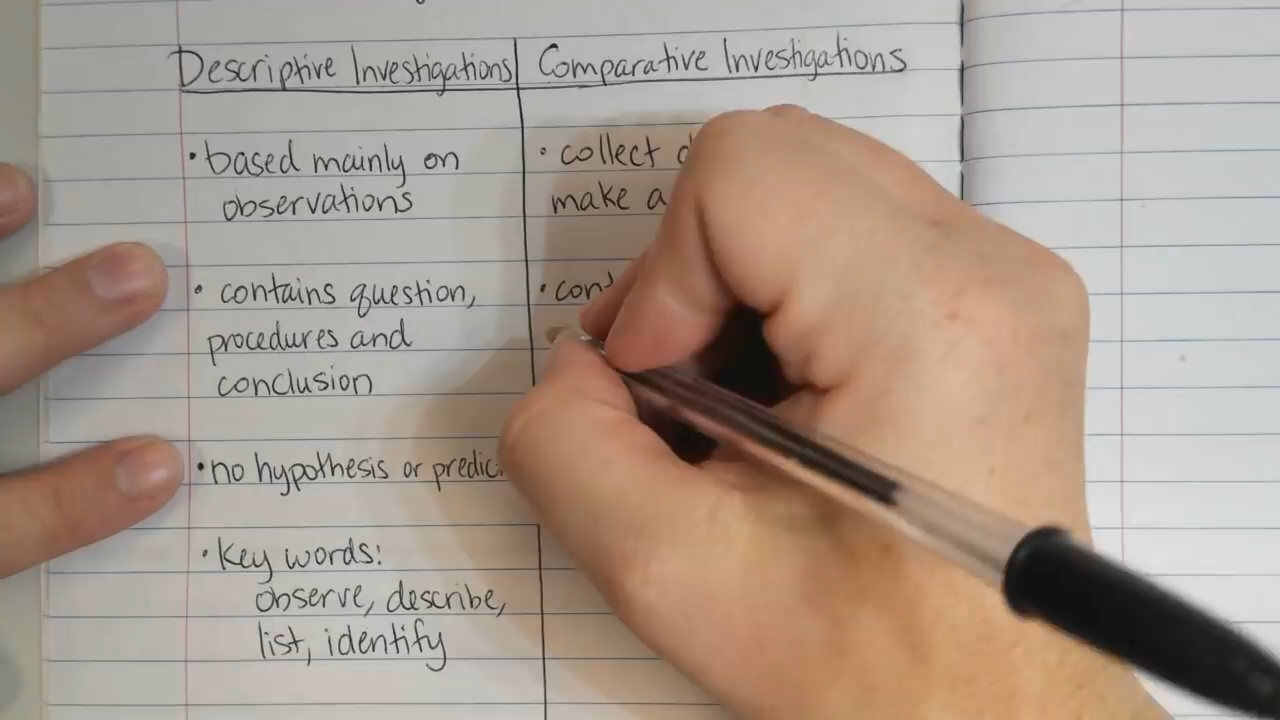 Descriptive Investigations
• based mainly on
observations
• contains question,
procedures and
conclusion
• no hypothesis or
• Key words:
observe, describe,
list, identify
Comparative Investigations
• collect
make a
•